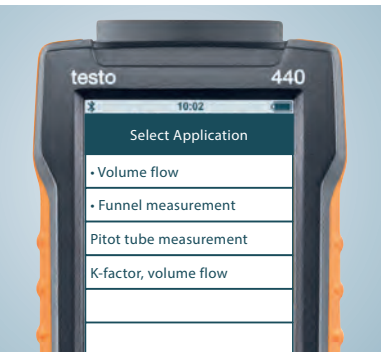 testo 440
10:02
Select Application
• Volume flow
• Funnel measurement
Pitot tube measurement
K-factor, volume flow